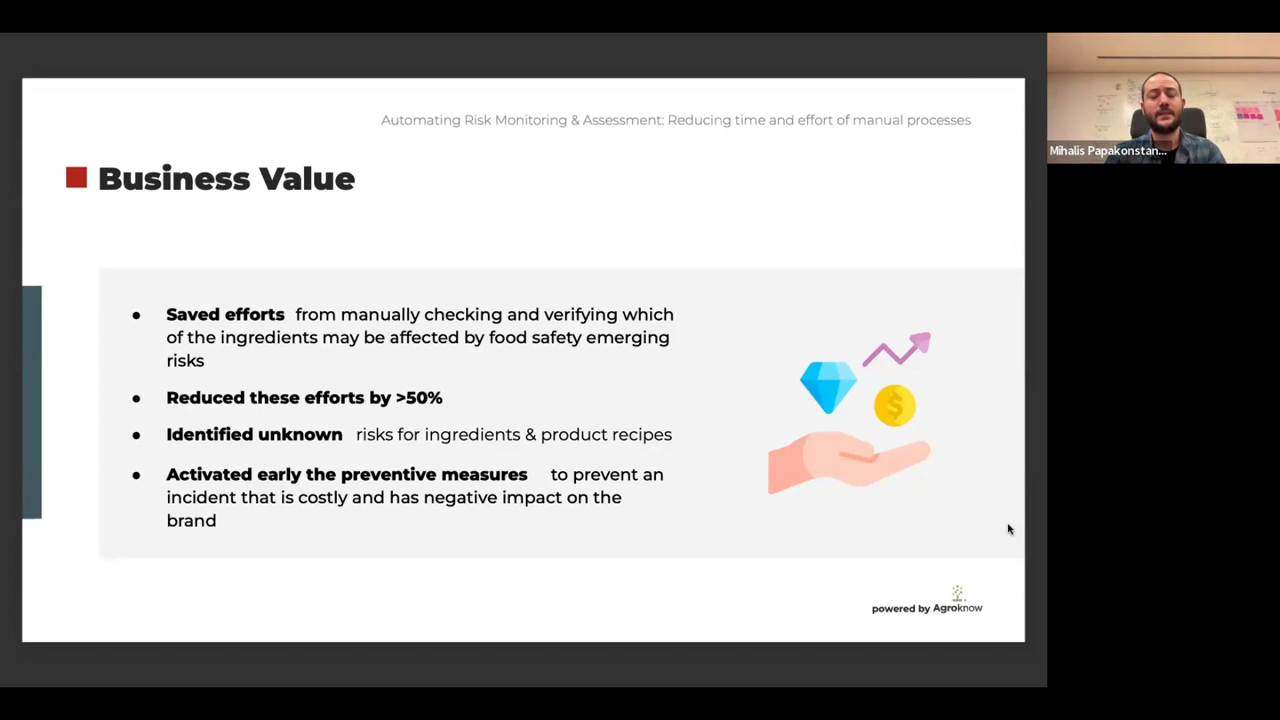 Automating Risk Monitoring & Assessment: Reducing time and effort of manual processes
Mihalis Papakonstan...
Business Value
● Saved efforts from manually checking and verifying which
of the ingredients may be affected by food safety emerging
risks
● Reduced these efforts by >50%
● Identified unknown risks for ingredients & product recipes
● Activated early the preventive measures to prevent an
incident that is costly and has negative impact on the
brand
$
powered by Agroknow